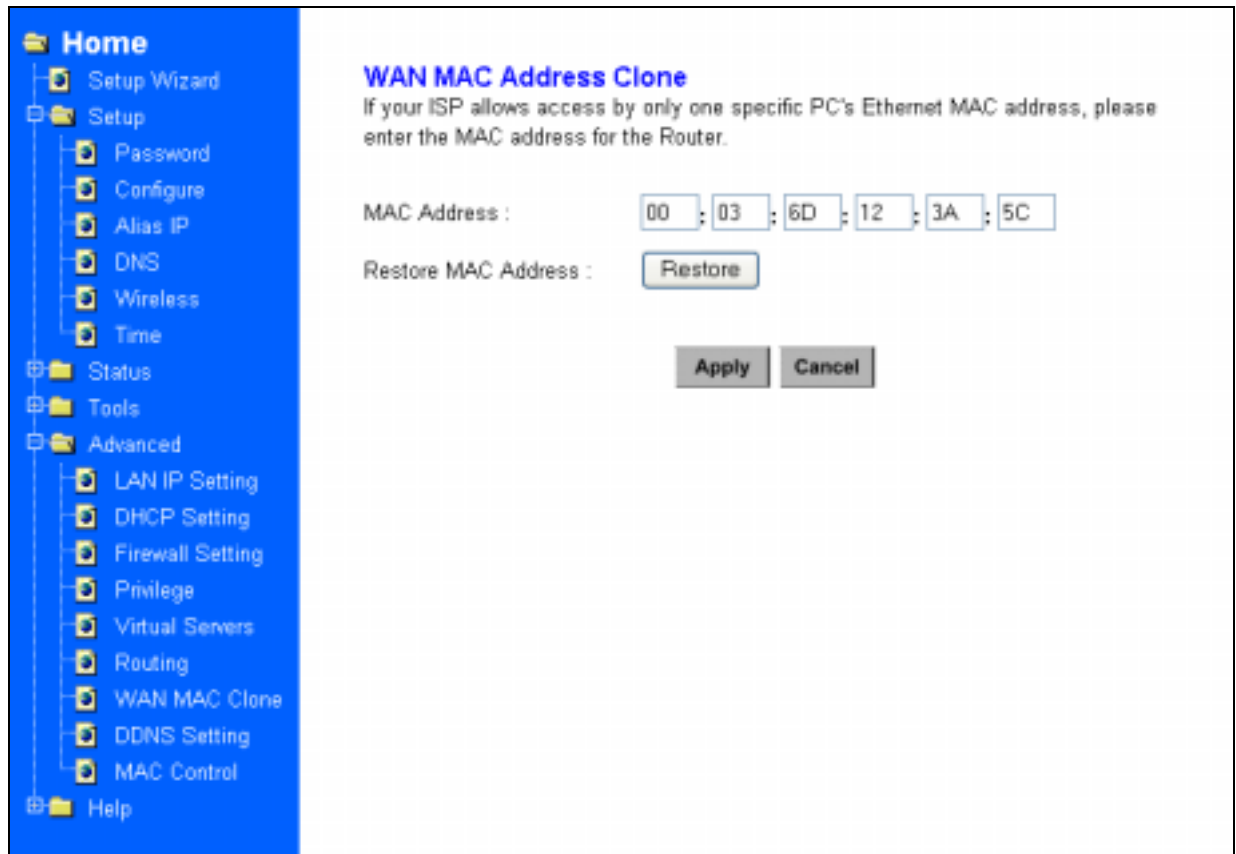 Home
Setup Wizard
Setup
Password
Configure
Alias IP
DNS
Wireless
Time
Status
Tools
Advanced
LAN IP Setting
DHCP Setting
Firewall Setting
Privilege
Virtual Servers
Routing
WAN MAC Clone
DDNS Setting
MAC Control
Help
WAN MAC Address Clone
If your ISP allows access by only one specific PC's Ethernet MAC address, please
enter the MAC address for the Router.
MAC Address : 00 : 03 : 6D : 12 : 3A : 5C
Restore MAC Address : Restore
Apply Cancel